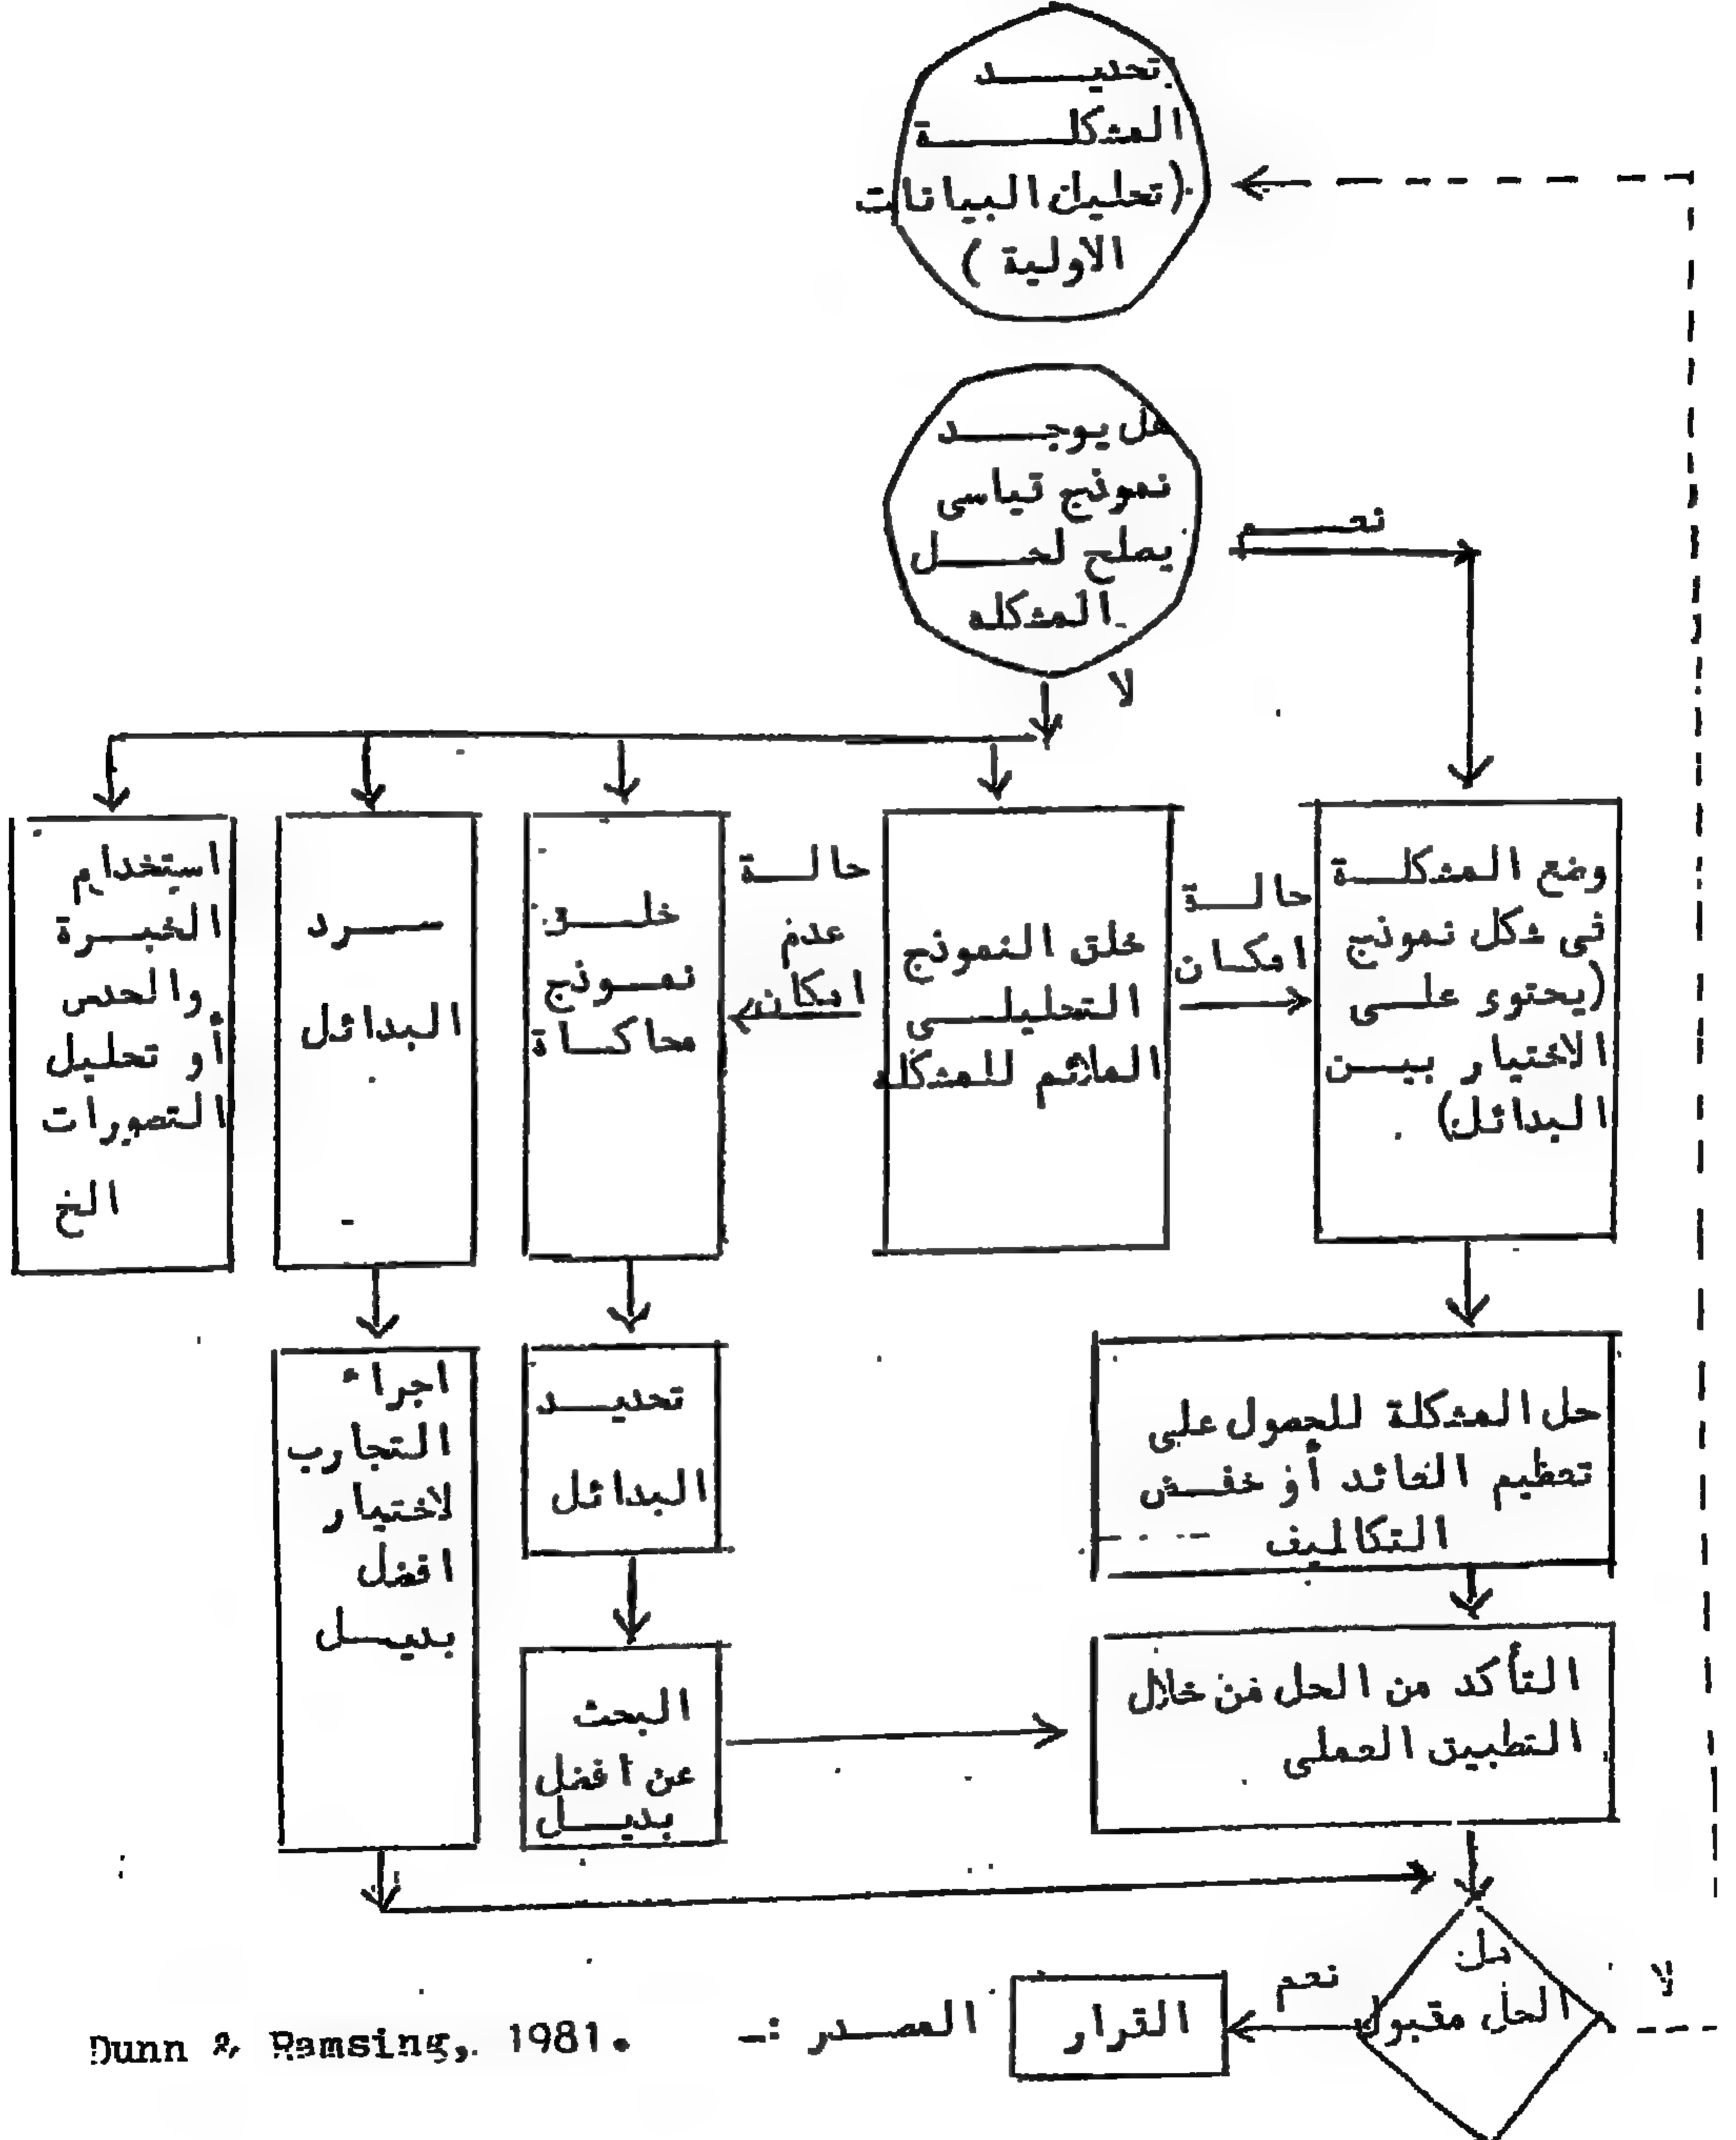 تحديد
المشكلة
(تحليل البيانات
الاولية )
هل يوجد
نموذج قياسى
يصلح لحل
المشكله
نعم
لا
وضع المشكلة
فى شكل نموذج
(يحتوى على
الاختيار بين
البدائل)
حالة
امكان
خلق النموذج
التحليلى
الملائم للمشكله
حالة
عدم
امكان
خلق
نموذج
محاكاة
سرد
البدائل
استخدام
الخبرة
والحدس
أو تحليل
التصورات
الخ
حل المشكلة للحصول على
تعظيم العائد أو خفض
التكاليف
تحديد
البدائل
اجراء
التجارب
لاختيار
افضل
بديل
التأكد من الحل من خلال
التطبيق العملى
البحث
عن افضل
بديل
هل
الحل مقبول
لا
نعم
القرار
المصدر :-
Dunn & Ramsing, 1981.